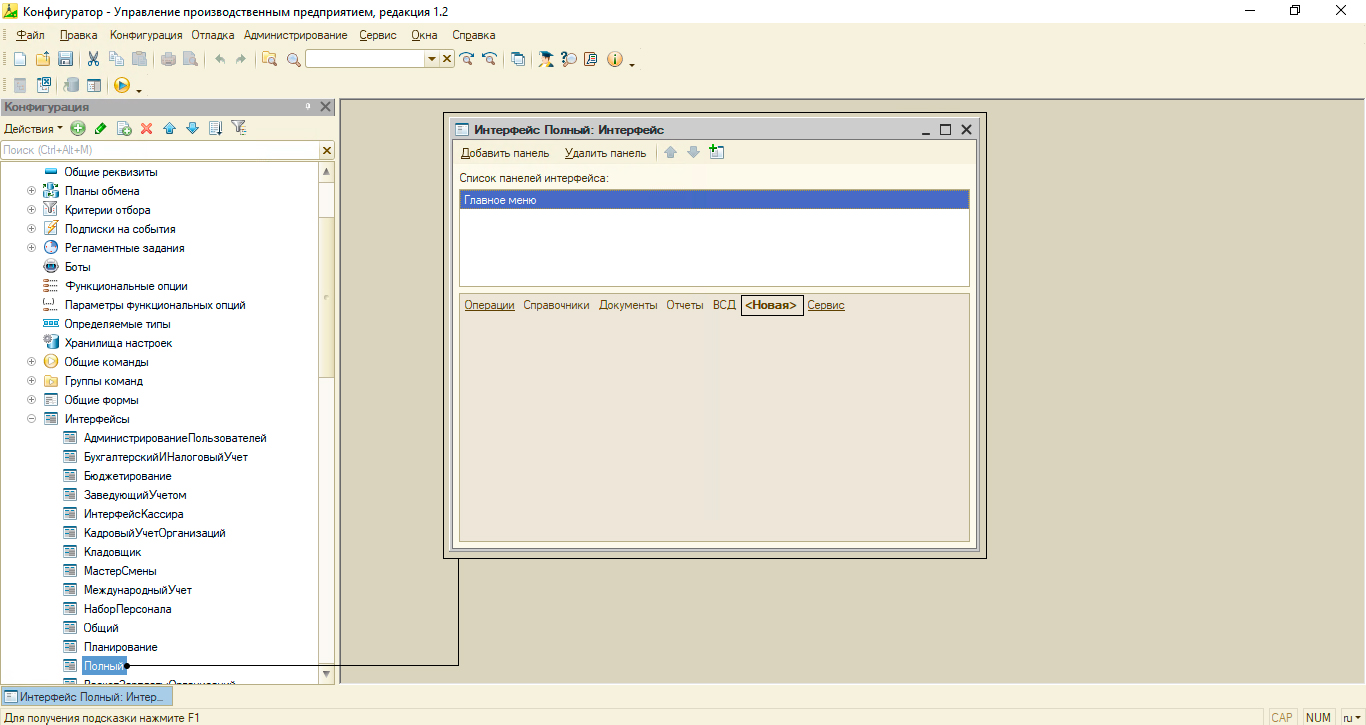 Конфигуратор - Управление производственным предприятием, редакция 1.2
Файл Правка Конфигурация Отладка Администрирование Сервис Окна Справка
Конфигурация
Действия
Поиск (Ctrl+Alt+M)
Общие реквизиты
Планы обмена
Критерии отбора
Подписки на события
Регламентные задания
Боты
Функциональные опции
Параметры функциональных опций
Определяемые типы
Хранилища настроек
Общие команды
Группы команд
Общие формы
Интерфейсы
АдминистрированиеПользователей
БухгалтерскийИНалоговыйУчет
Бюджетирование
ЗаведующийУчетом
ИнтерфейсКассира
КадровыйУчетОрганизаций
Кладовщик
МастерСмены
МеждународныйУчет
НаборПерсонала
Общий
Планирование
Полный
Интерфейс Полный: Интерфейс
Добавить панель Удалить панель
Список панелей интерфейса:
Главное меню
Операции Справочники Документы Отчеты ВСД <Новая> Сервис
Интерфейс Полный: Интер...
Для получения подсказки нажмите F1
CAP NUM ru